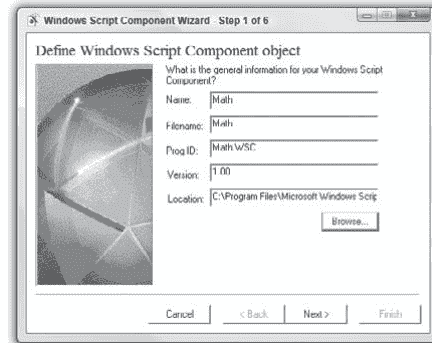 Windows Script Component Wizard - Step 1 of 6
Define Windows Script Component object
What is the general information for your Windows Script
Component?
Name: Math
Filename: Math
Prog ID: Math.WSC
Version: 1.00
Location: C:\Program Files\Microsoft Windows Scrip
Browse...
Cancel < Back Next > Finish